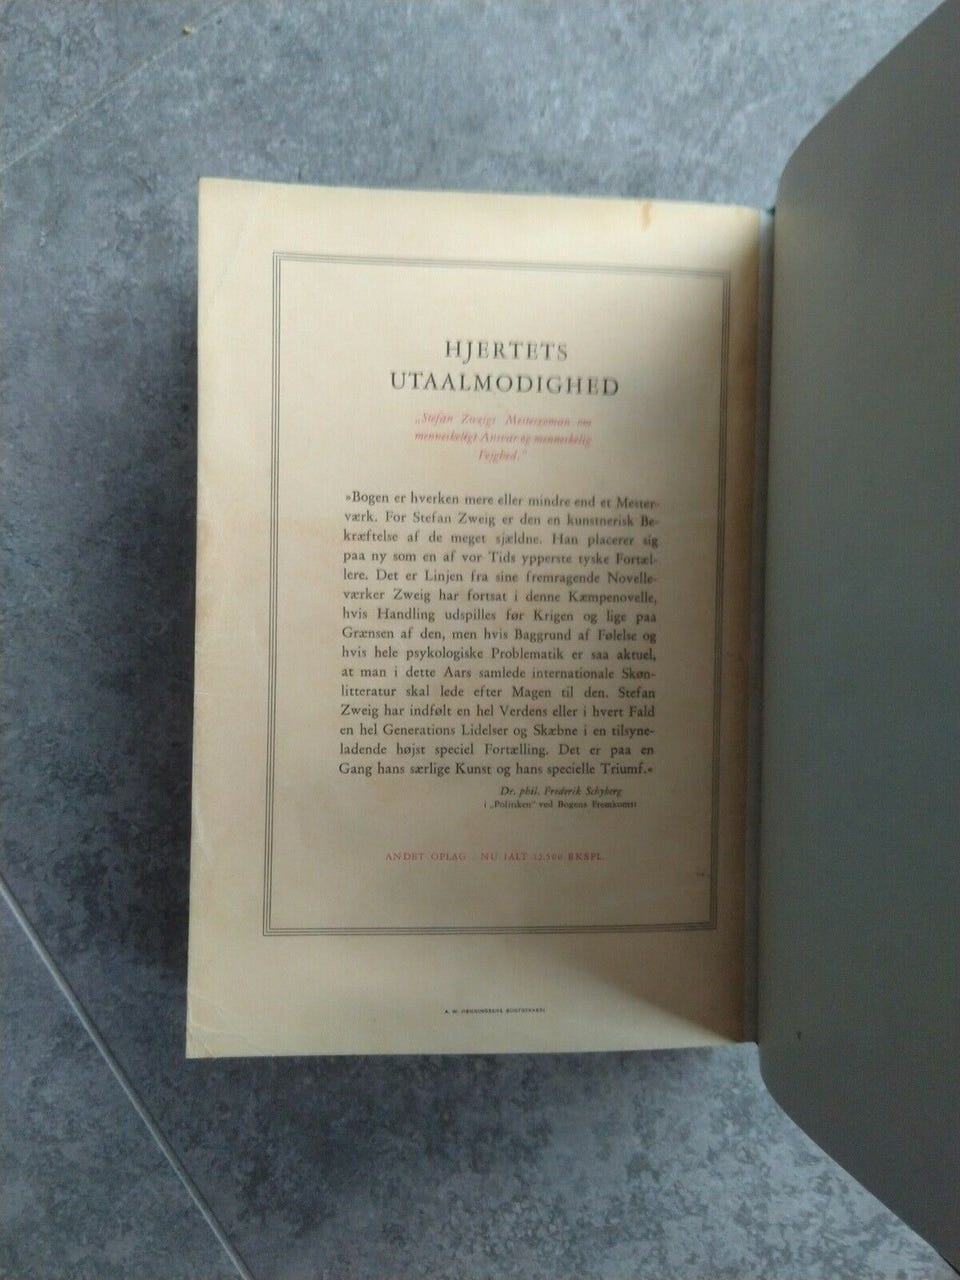 HJERTETS
UTAALMODIGHED
„Stefan Zweigs Mesterroman om
menneskeligt Ansvar og menneskelig
Fejghed."
»Bogen er hverken mere eller mindre end et Mester-
værk. For Stefan Zweig er den en kunstnerisk Be-
kræftelse af de meget sjældne. Han placerer sig
paa ny som en af vor Tids ypperste tyske Fortæl-
lere. Det er Linjen fra sine fremragende Novelle-
værker Zweig har fortsat i denne Kæmpenovelle,
hvis Handling udspilles før Krigen og lige paa
Grænsen af den, men hvis Baggrund af Følelse og
hvis hele psykologiske Problematik er saa aktuel,
at man i dette Aars samlede internationale Skøn-
litteratur skal lede efter Magen til den. Stefan
Zweig har indfølt en hel Verdens eller i hvert Fald
en hel Generations Lidelser og Skæbne i en tilsyne-
ladende højst speciel Fortælling. Det er paa en
Gang hans særlige Kunst og hans specielle Triumf.«
Dr. phil. Frederik Schyberg
i „Politiken" ved Bogens Fremkomst
ANDET OPLAG . NU IALT 12.500 EKSPL.
A. W. HENNINGSENS BOGTRYKKERI